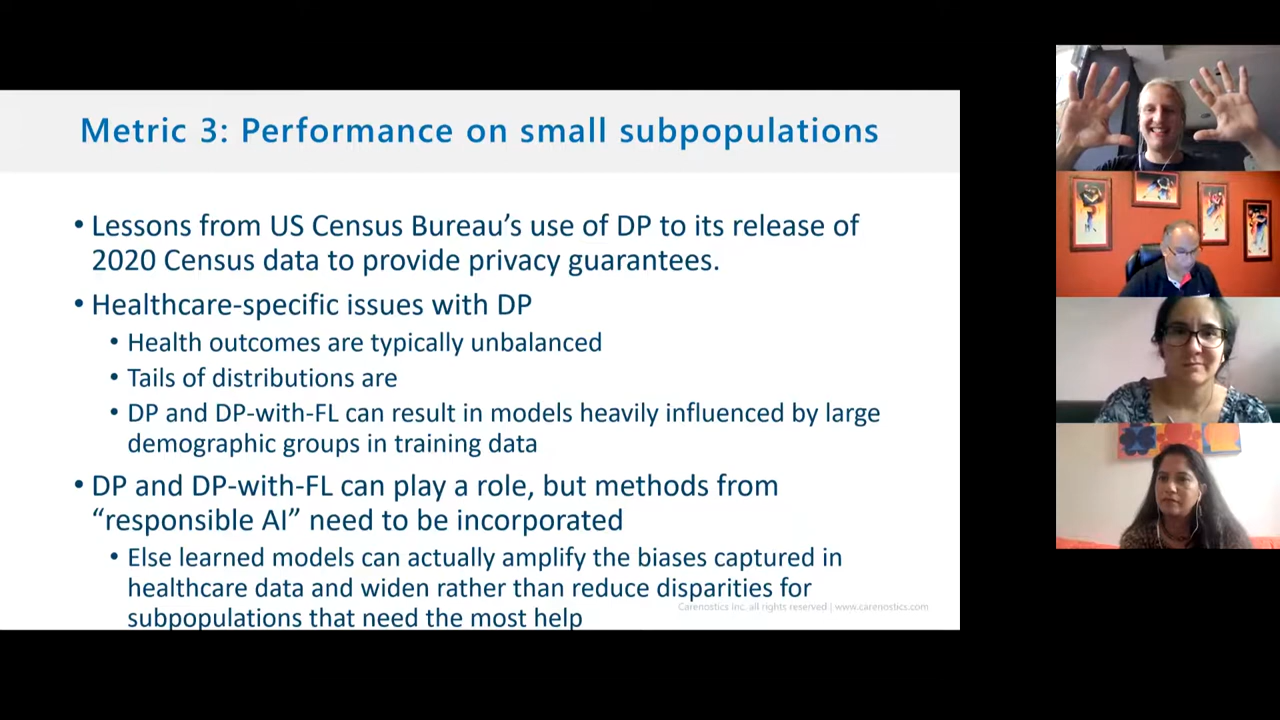 Metric 3: Performance on small subpopulations
• Lessons from US Census Bureau's use of DP to its release of
2020 Census data to provide privacy guarantees.
• Healthcare-specific issues with DP
• Health outcomes are typically unbalanced
• Tails of distributions are
• DP and DP-with-FL can result in models heavily influenced by large
demographic groups in training data
• DP and DP-with-FL can play a role, but methods from
“responsible AI” need to be incorporated
• Else learned models can actually amplify the biases captured in
healthcare data and widen rather than reduce disparities for
subpopulations that need the most help
Carenostics Inc. all rights reserved | www.carenostics.com